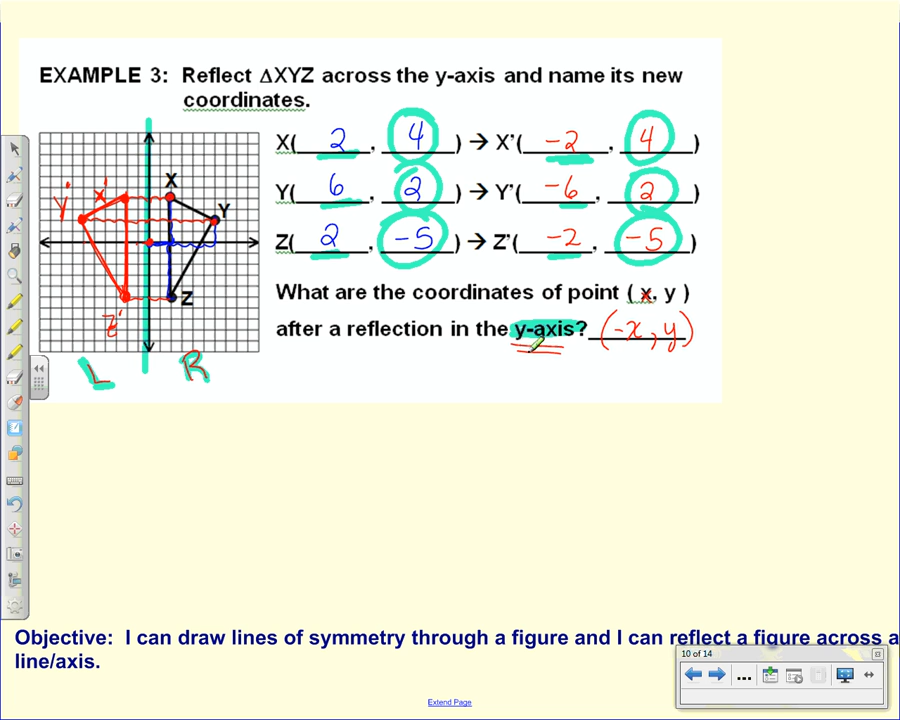 EXAMPLE 3: Reflect ΔXYZ across the y-axis and name its new
coordinates.
X( 2 , 4 ) → X'( -2 , 4 )
Y( 6 , 2 ) → Y'( -6 , 2 )
Z( 2 , -5 ) → Z'( -2 , -5 )
What are the coordinates of point ( x, y )
after a reflection in the y-axis? (-x, y)
X
Y
Z
X'
Y'
Z'
L R
Objective: I can draw lines of symmetry through a figure and I can reflect a figure across a
line/axis.
10 of 14
...
Extend Page